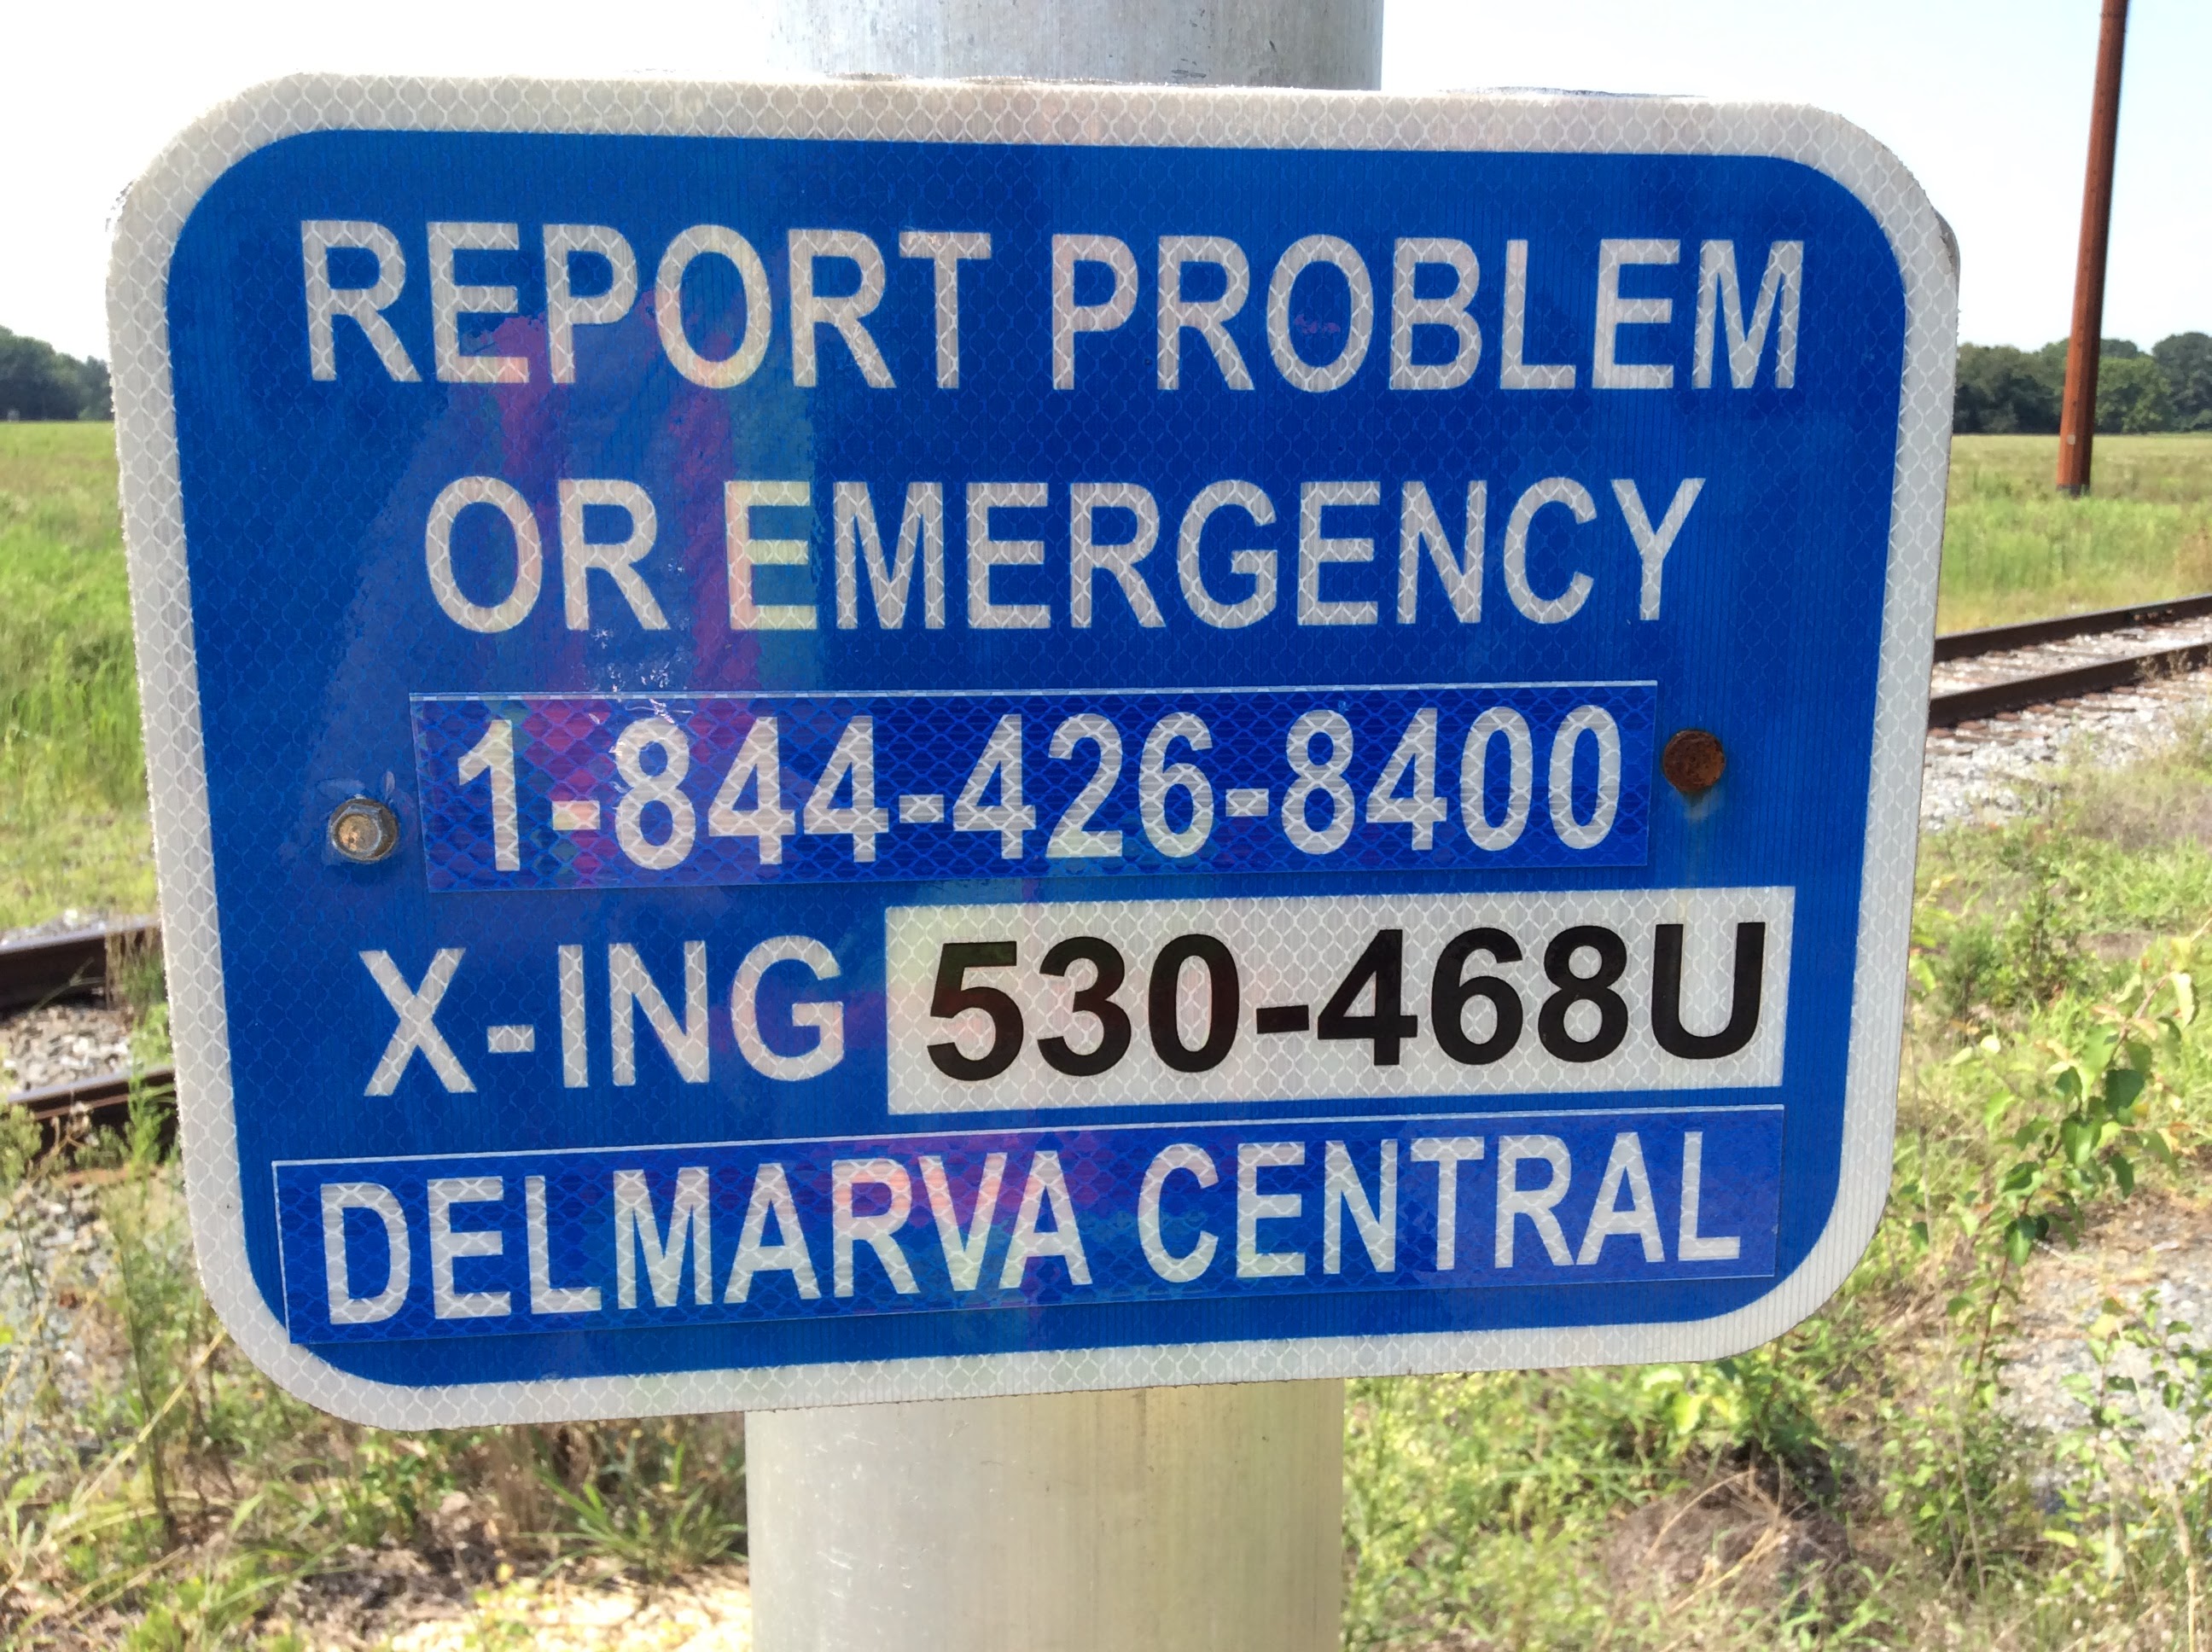 REPORT PROBLEM
OR EMERGENCY
1-844-426-8400
X-ING 530-468U
DELMARVA CENTRAL